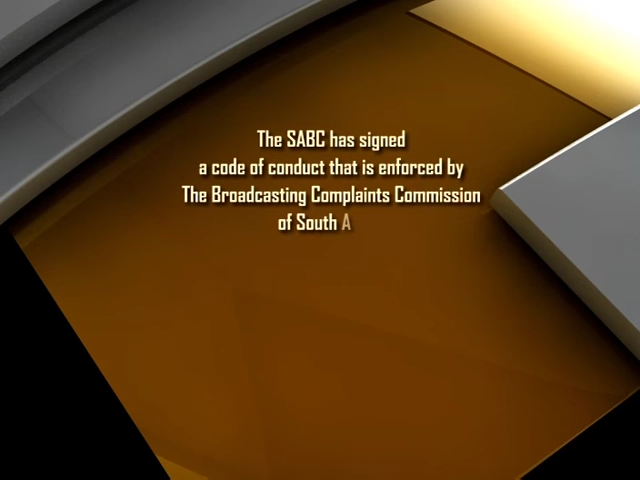 The SABC has signed
a code of conduct that is enforced by
The Broadcasting Complaints Commission
of South A